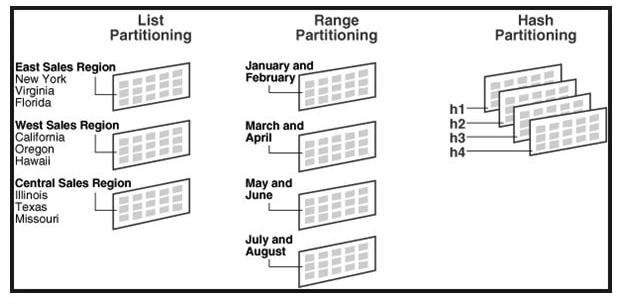 List
Partitioning
East Sales Region
New York
Virginia
Florida
West Sales Region
California
Oregon
Hawaii
Central Sales Region
Illinois
Texas
Missouri
Range
Partitioning
January and
February
March and
April
May and
June
July and
August
Hash
Partitioning
h1
h2
h3
h4